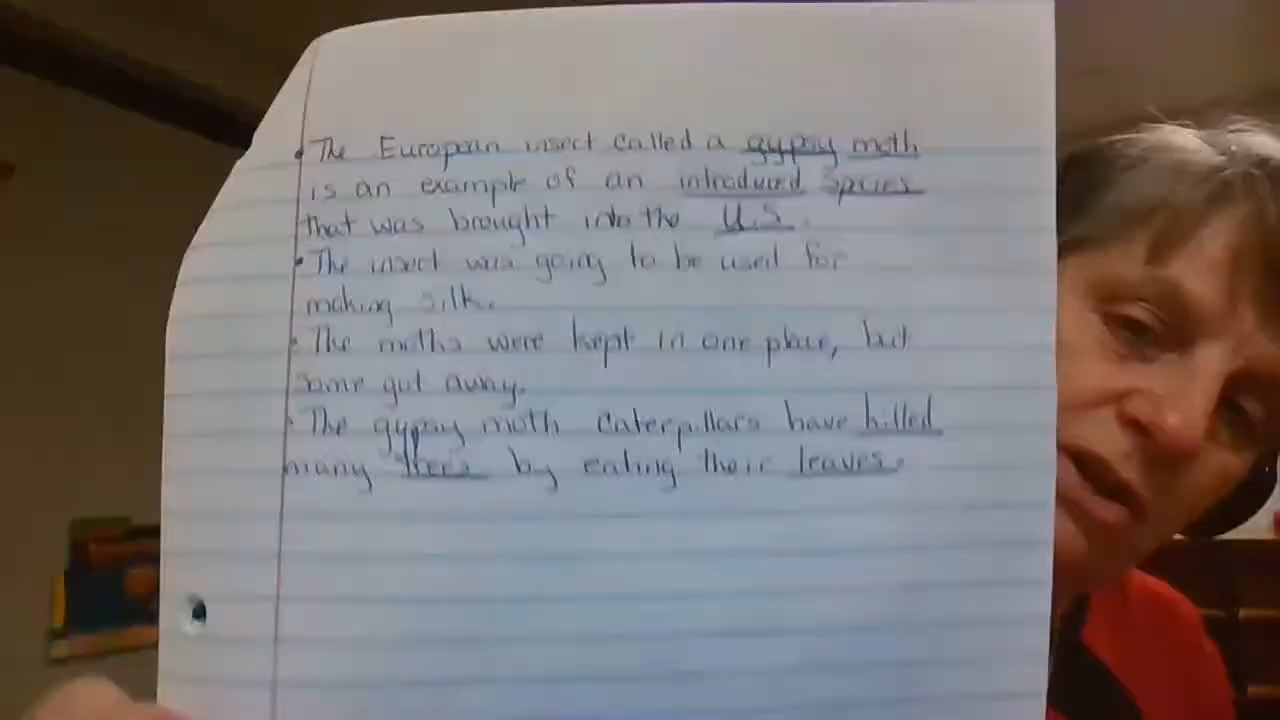 • The European insect called a gypsy moth
is an example of an introduced species
that was brought into the U.S.
• The insect was going to be used for
making silk.
• The moths were kept in one place, but
some got away.
• The gypsy moth caterpillars have killed
many trees by eating their leaves.